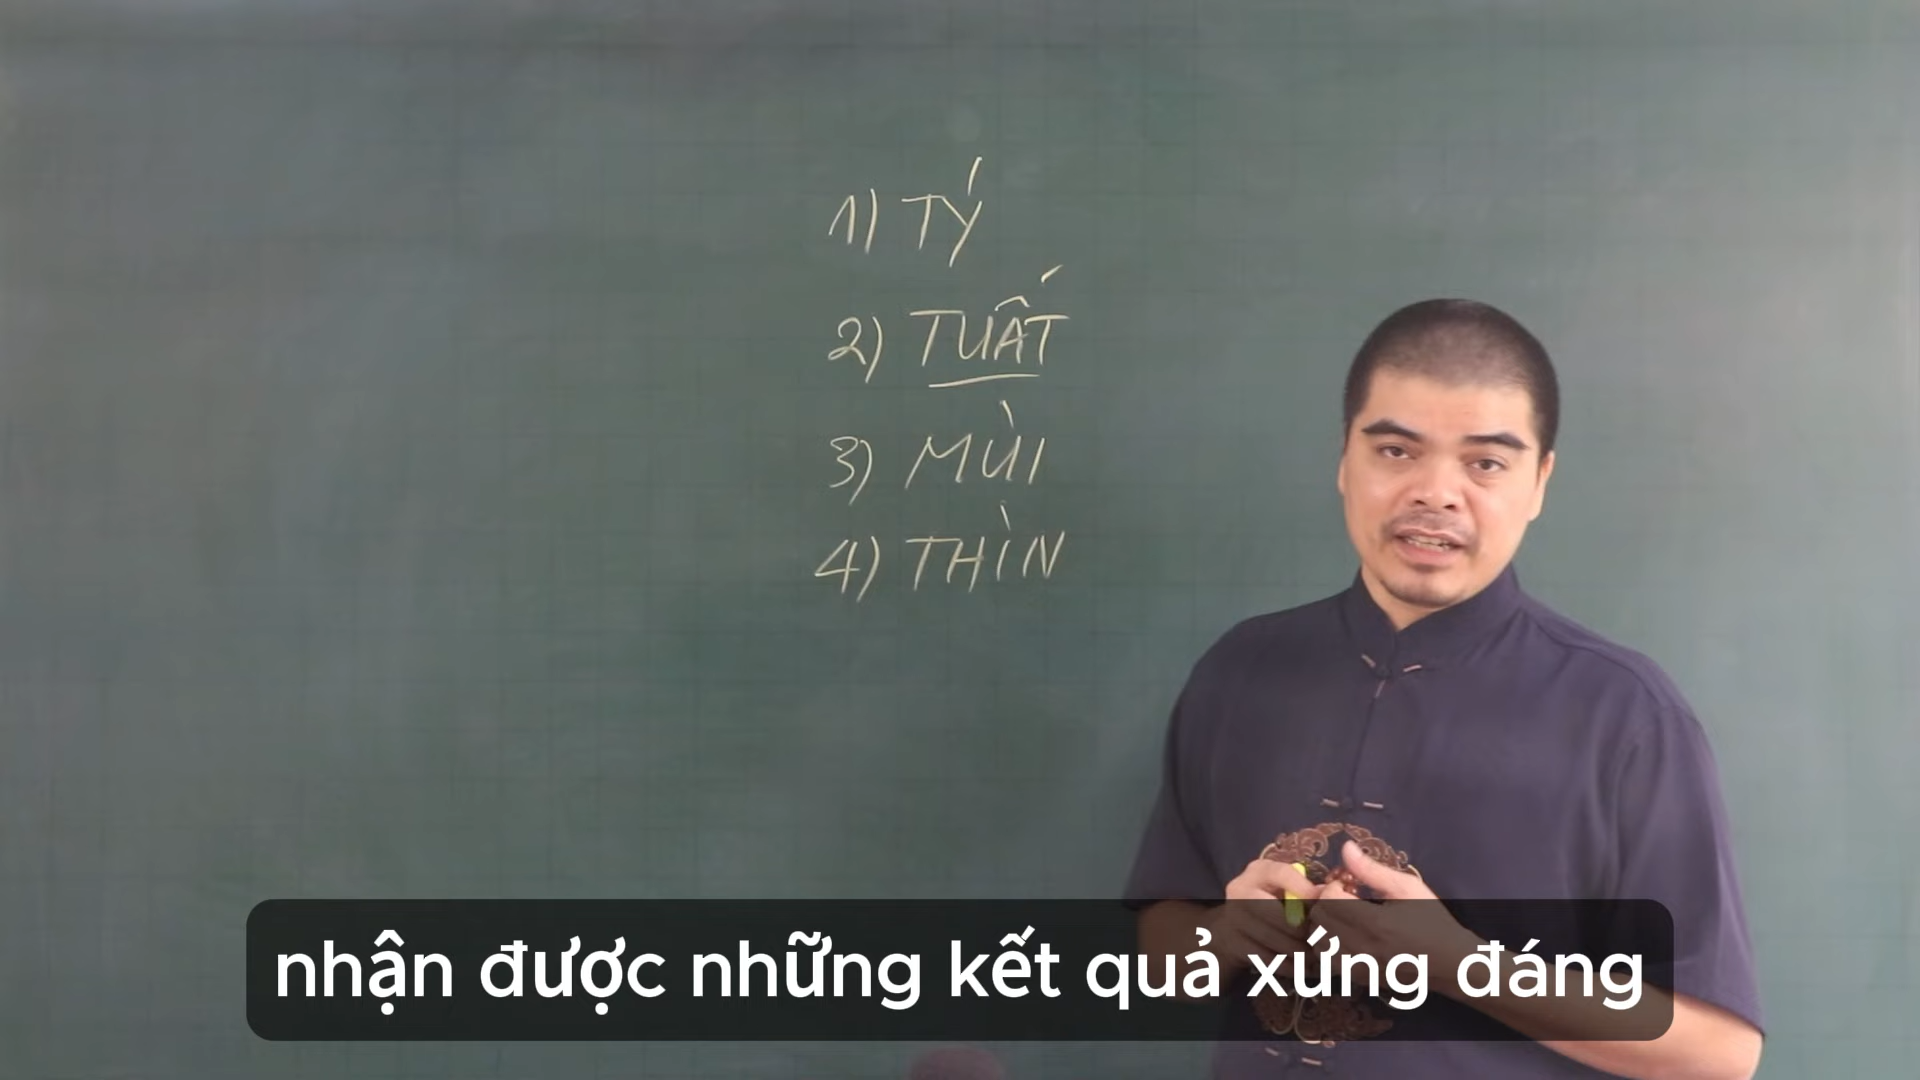 1) TÝ
2) TUẤT
3) MÙI
4) THÌN
nhận được những kết quả xứng đáng